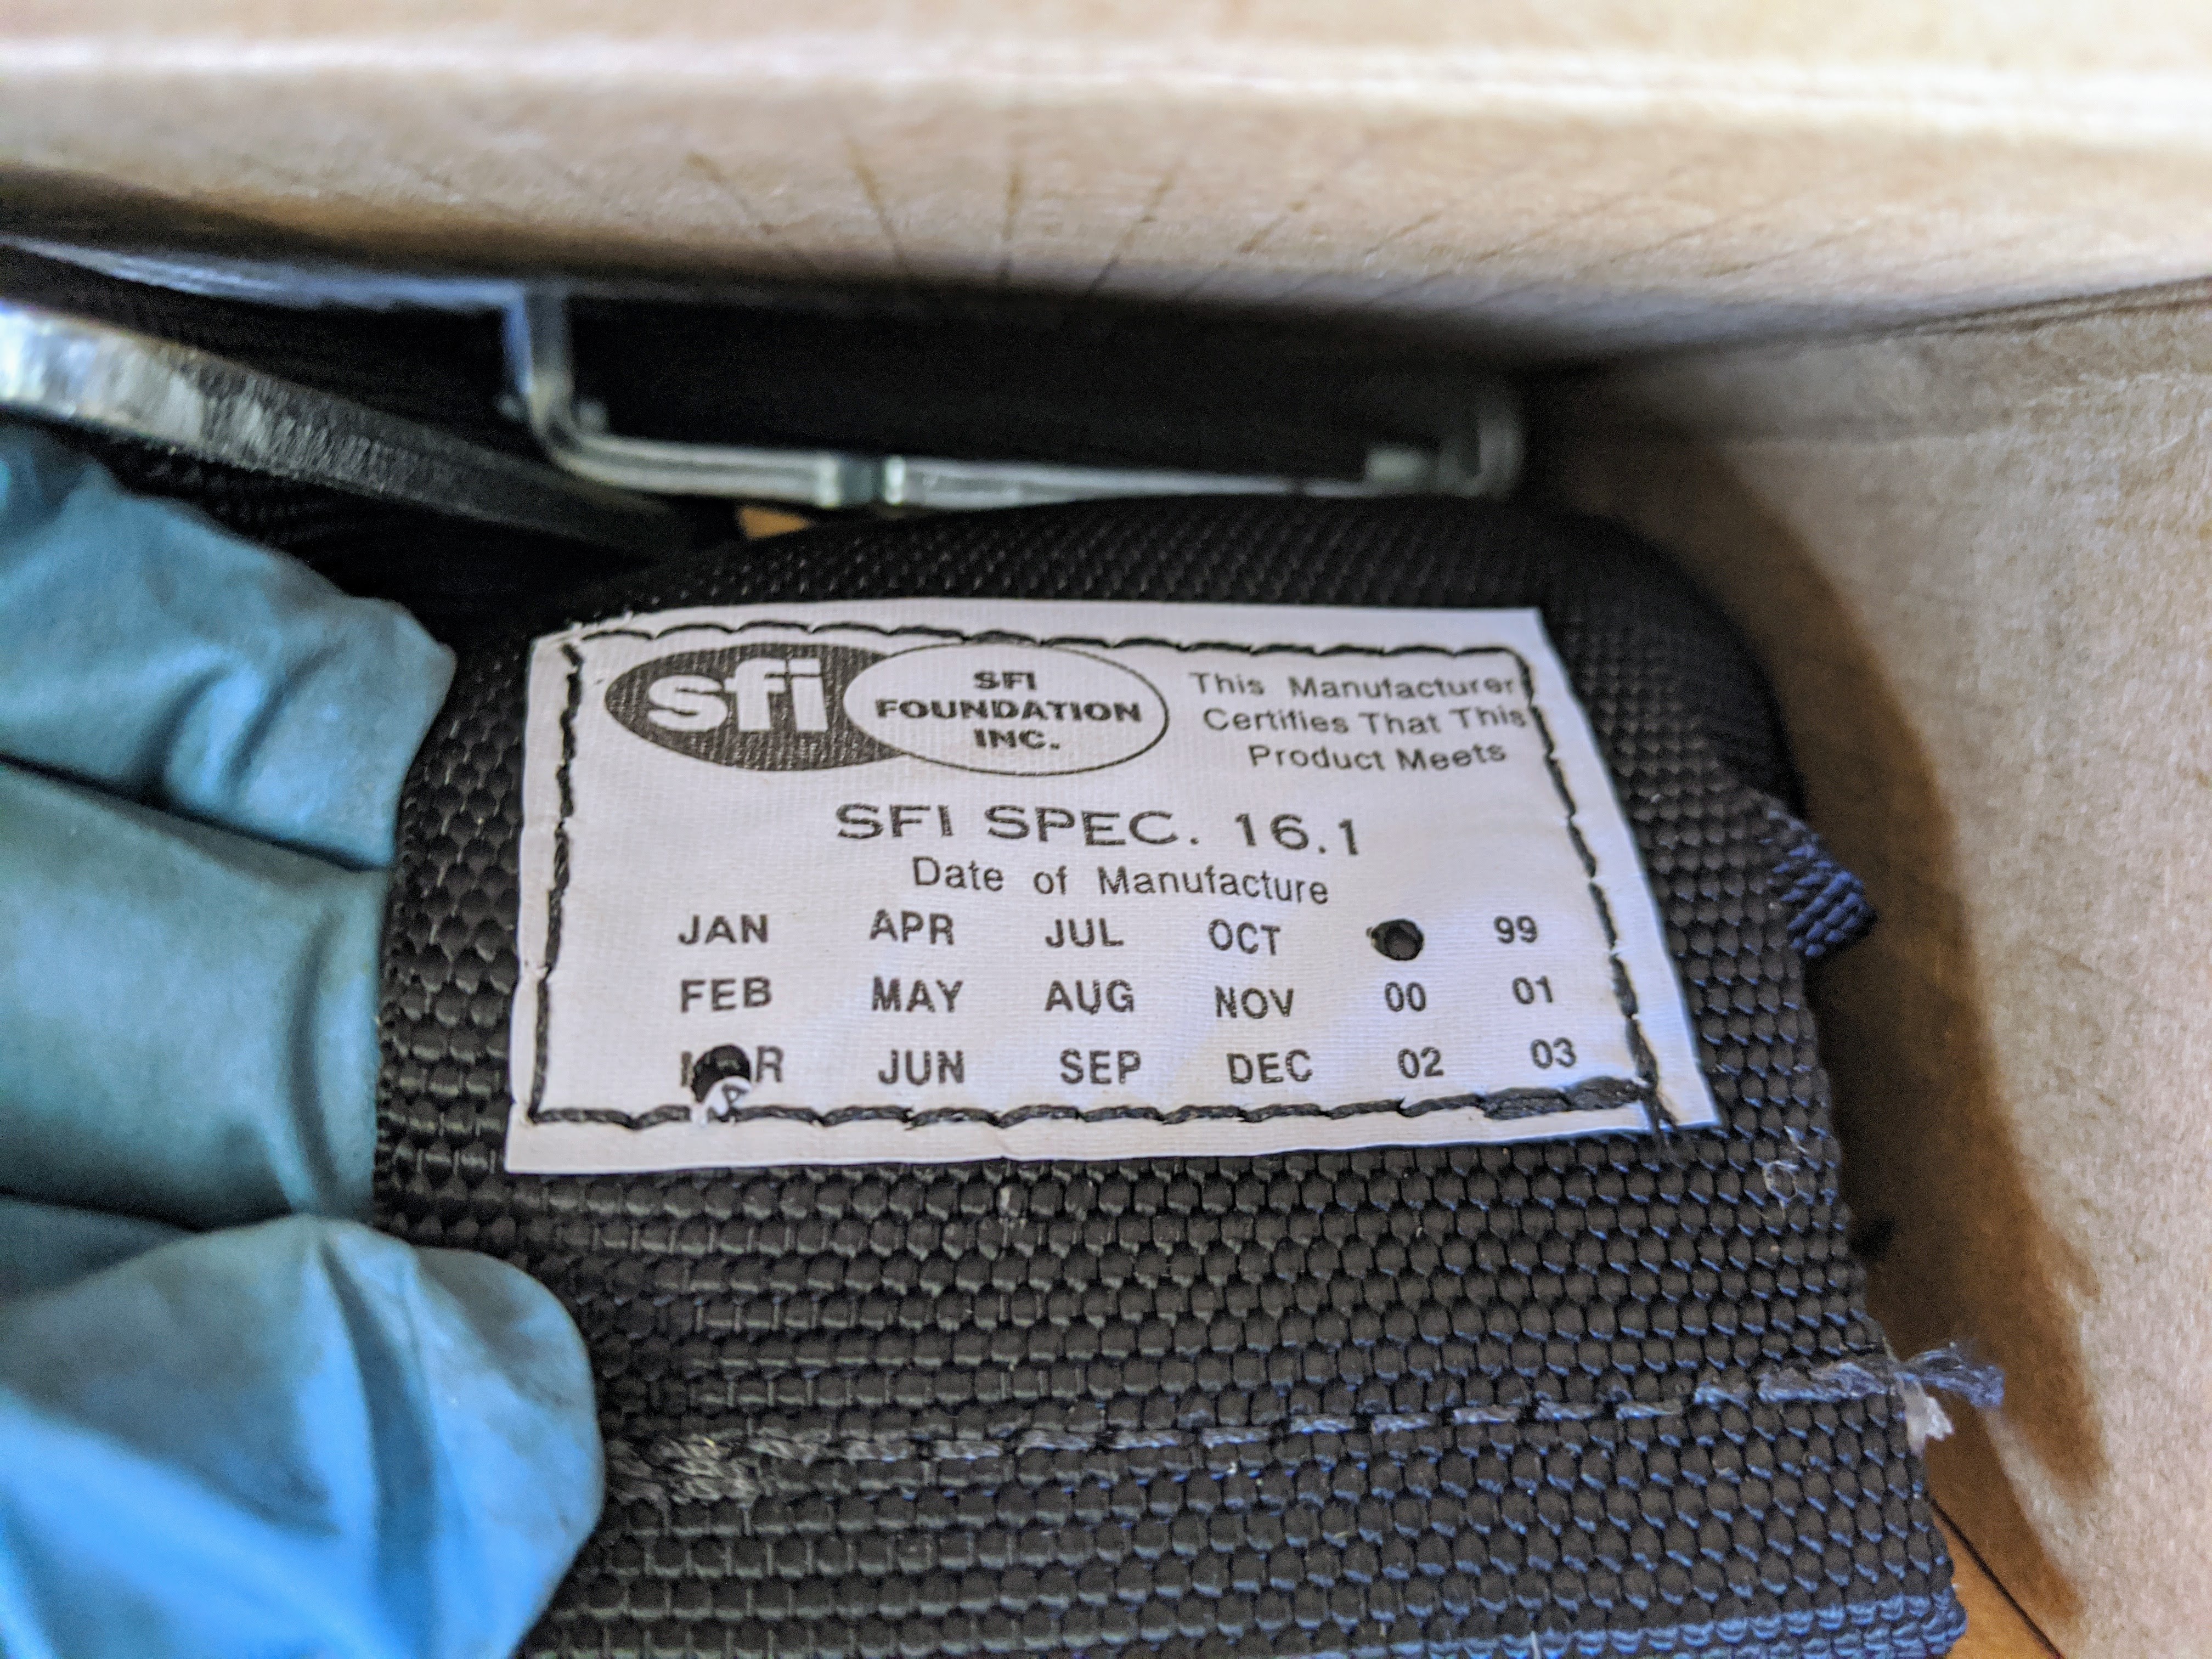 sfi
SFI
FOUNDATION
INC.
This Manufacturer
Certifies That This
Product Meets
SFI SPEC. 16.1
Date of Manufacture
JAN APR JUL OCT 99
FEB MAY AUG NOV 00 01
JUN SEP DEC 02 03